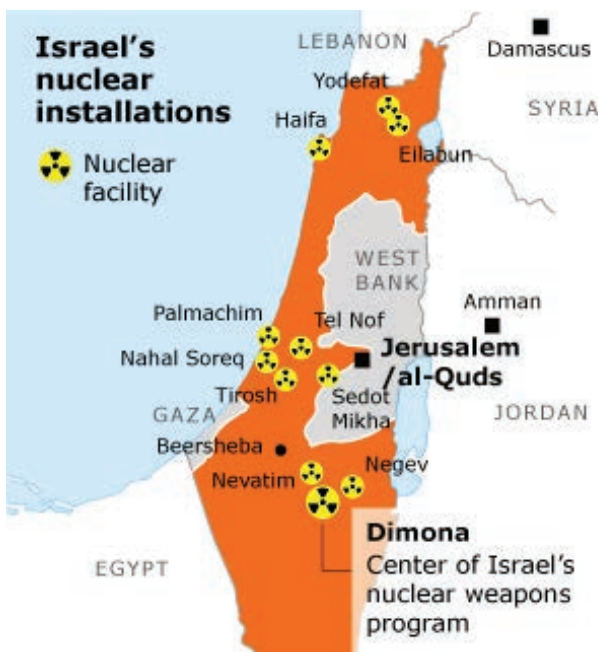 Israel's
nuclear
installations
Nuclear
facility
LEBANON
Damascus
Yodefat
SYRIA
Haifa
Eilabun
WEST
BANK
Palmachim
Tel Nof
Amman
Nahal Soreq
Jerusalem
/al-Quds
Tirosh
Sedot
Mikha
GAZA
JORDAN
Beersheba
Nevatim
Negev
Dimona
Center of Israel's
nuclear weapons
program
EGYPT